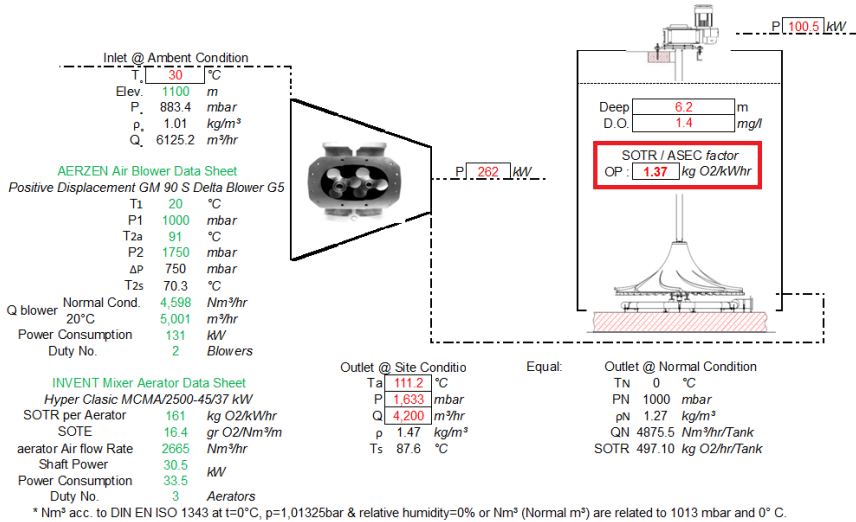 P 100.5 kW
Inlet @ Ambent Condition
T. 30 °C
Elev. 1100 m
P. 883.4 mbar
ρ. 1.01 kg/m³
Q. 6125.2 m³/hr
Deep 6.2 m
D.O. 1.4 mg/l
SOTR / ASEC factor
OP : 1.37 kg O2/kWhr
P 262 kW
AERZEN Air Blower Data Sheet
Positive Displacement GM 90 S Delta Blower G5
T1 20 °C
P1 1000 mbar
T2a 91 °C
P2 1750 mbar
ΔP 750 mbar
T2s 70.3 °C
Q blower Normal Cond. 4,598 Nm³/hr
20°C 5,001 m³/hr
Power Consumption 131 kW
Duty No. 2 Blowers
INVENT Mixer Aerator Data Sheet
Hyper Clasic MCMA/2500-45/37 kW
SOTR per Aerator 161 kg O2/kWhr
SOTE 16.4 gr O2/Nm³/m
aerator Air flow Rate 2665 Nm³/hr
Shaft Power 30.5 kW
Power Consumption 33.5
Duty No. 3 Aerators
Outlet @ Site Conditio
Ta 111.2 °C
P 1,633 mbar
Q 4,200 m³/hr
ρ 1.47 kg/m³
Ts 87.6 °C
Equal:
Outlet @ Normal Condition
TN 0 °C
PN 1000 mbar
ρN 1.27 kg/m³
QN 4875.5 Nm³/hr/Tank
SOTR 497.10 kg O2/hr/Tank
* Nm³ acc. to DIN EN ISO 1343 at t=0°C, p=1,01325bar & relative humidity=0% or Nm³ (Normal m³) are related to 1013 mbar and 0° C.